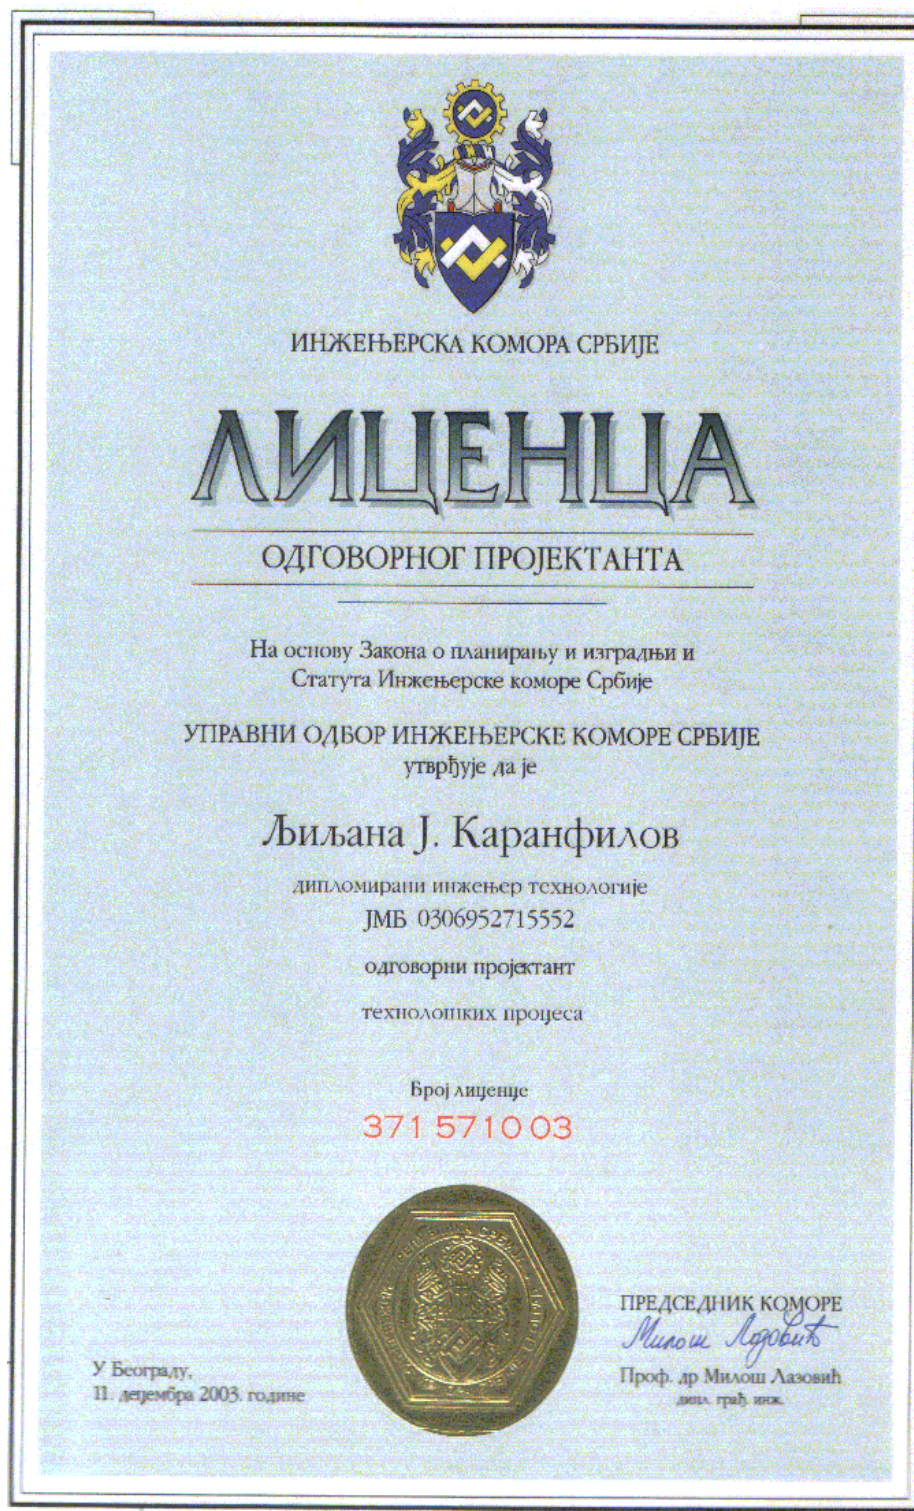 ИНЖЕЊЕРСКА КОМОРА СРБИЈЕ
ЛИЦЕНЦА
ОДГОВОРНОГ ПРОЈЕКТАНТА
На основу Закона о планирању и изградњи и
Статута Инжењерске коморе Србије
УПРАВНИ ОДБОР ИНЖЕЊЕРСКЕ КОМОРЕ СРБИЈЕ
утврђује да је
Љиљана Ј. Каранфилов
дипломирани инжењер технологије
ЈМБ 0306952715552
одговорни пројектант
технолошких процеса
Број лиценце
371 5710 03
У Београду,
11. децембра 2003. године
ПРЕДСЕДНИК КОМОРЕ
Милош Лазовић
Проф. др Милош Лазовић
дипл. грађ. инж.